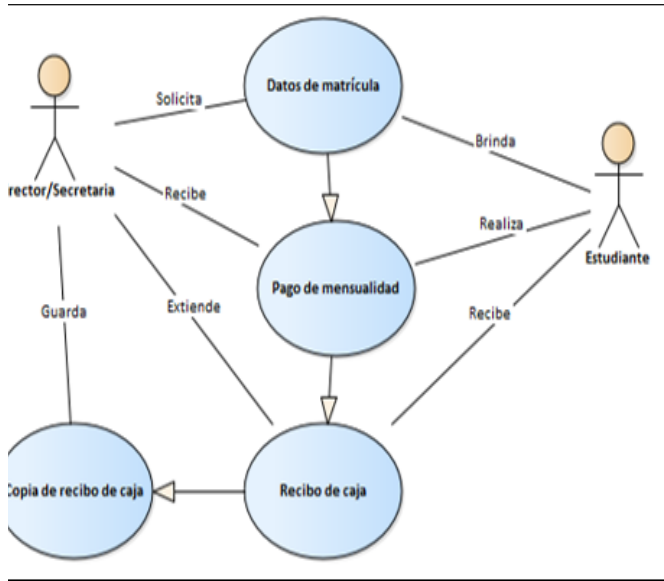 Datos de matrícula
Solicita
Brinda
rector/Secretaria
Recibe
Realiza
Estudiante
Pago de mensualidad
Guarda
Extiende
Recibe
Copia de recibo de caja
Recibo de caja